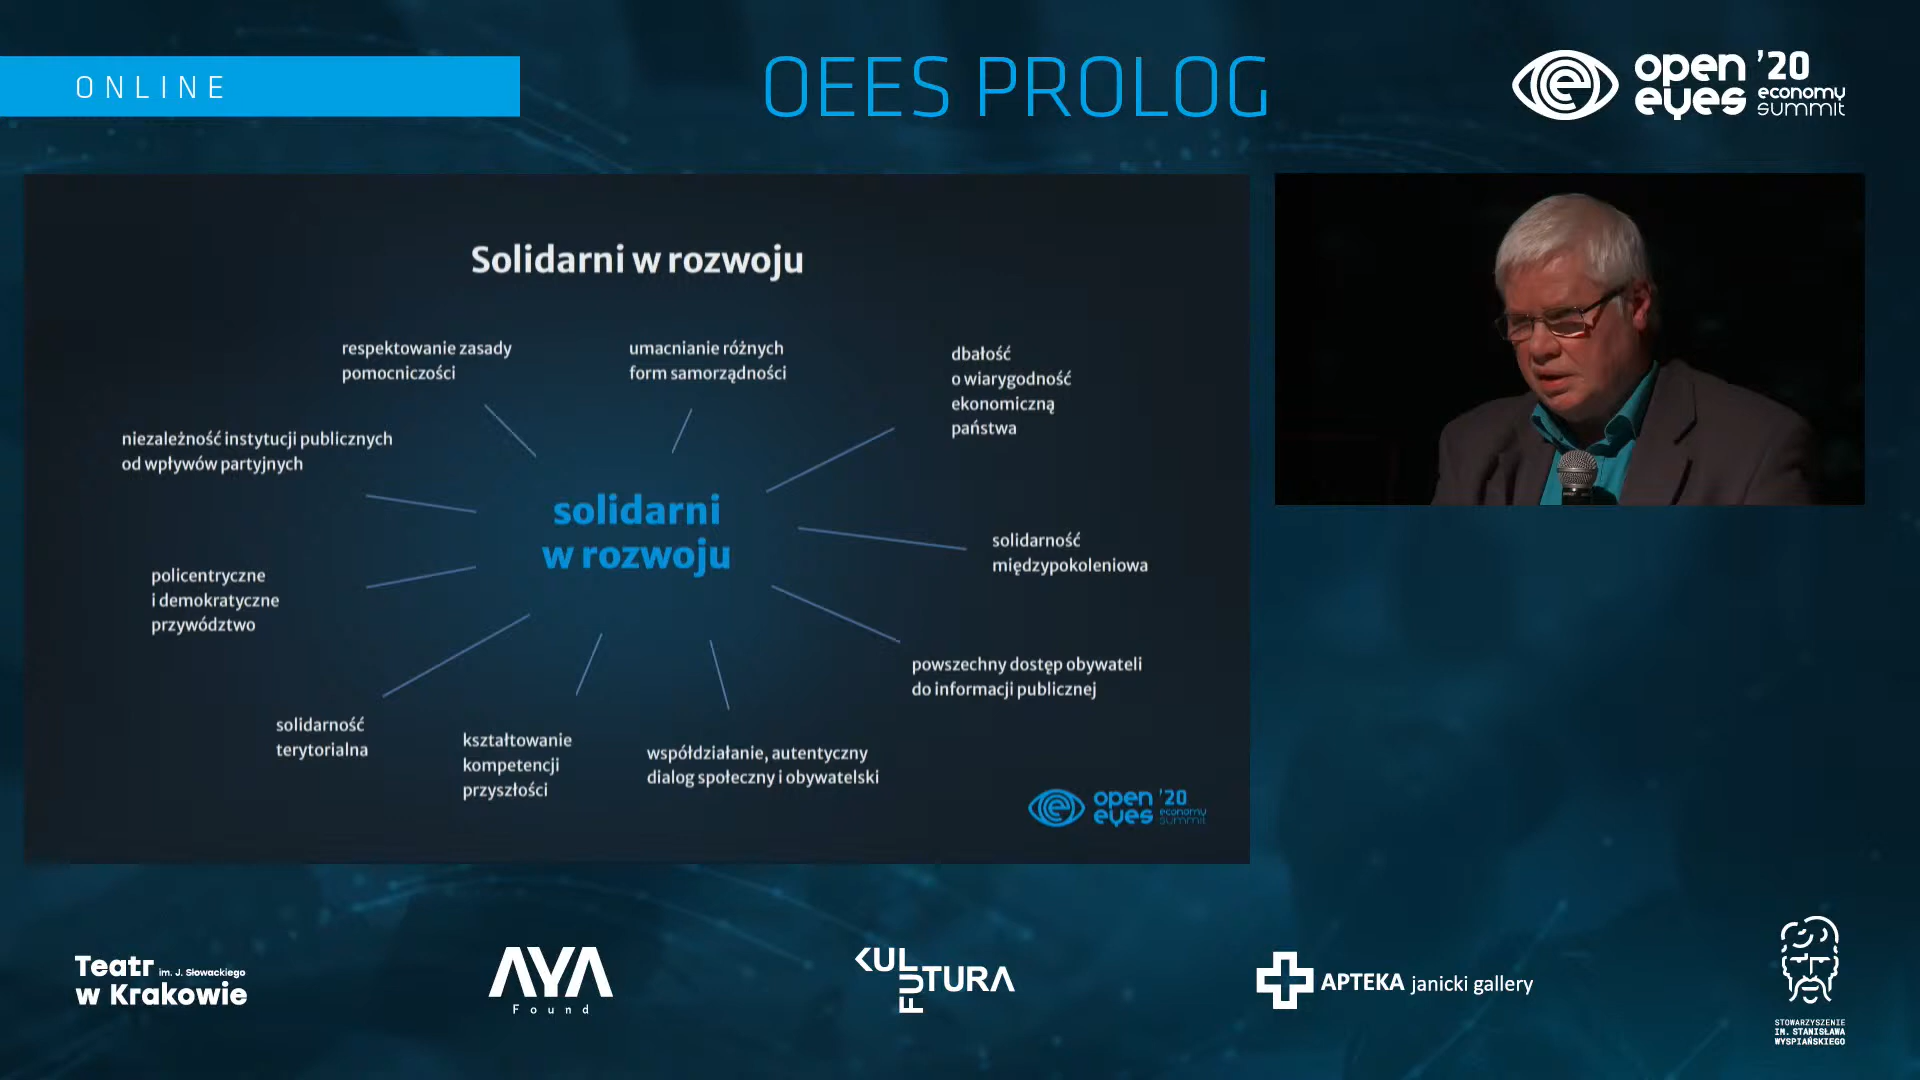 ONLINE
OEES PROLOG
open '20
eyes economy
summit
Solidarni w rozwoju
respektowanie zasady
pomocniczości
umacnianie różnych
form samorządności
dbałość
o wiarygodność
ekonomiczną
państwa
niezależność instytucji publicznych
od wpływów partyjnych
solidarni
w rozwoju
solidarność
międzypokoleniowa
policentryczne
i demokratyczne
przywództwo
powszechny dostęp obywateli
do informacji publicznej
solidarność
terytorialna
kształtowanie
kompetencji
przyszłości
współdziałanie, autentyczny
dialog społeczny i obywatelski
open '20
eyes economy
summit
Teatr im. J. Słowackiego
w Krakowie
AYA
Found
KUL
FUTURA
APTEKA janicki gallery
STOWARZYSZENIE
IM. STANISŁAWA
WYSPIAŃSKIEGO